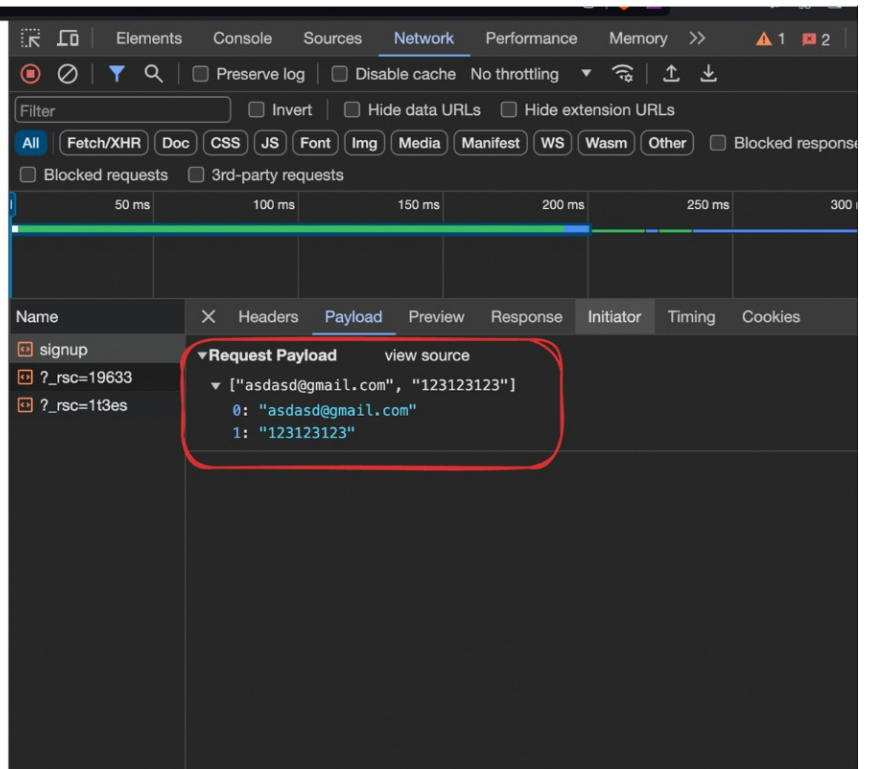 Elements Console Sources Network Performance Memory 1 2
Preserve log Disable cache No throttling
Filter Invert Hide data URLs Hide extension URLs
All Fetch/XHR Doc CSS JS Font Img Media Manifest WS Wasm Other Blocked response
Blocked requests 3rd-party requests
50 ms 100 ms 150 ms 200 ms 250 ms 300
Name Headers Payload Preview Response Initiator Timing Cookies
signup
Request Payload view source
?_rsc=19633
["asdasd@gmail.com", "123123123"]
?_rsc=1t3es
0: "asdasd@gmail.com"
1: "123123123"